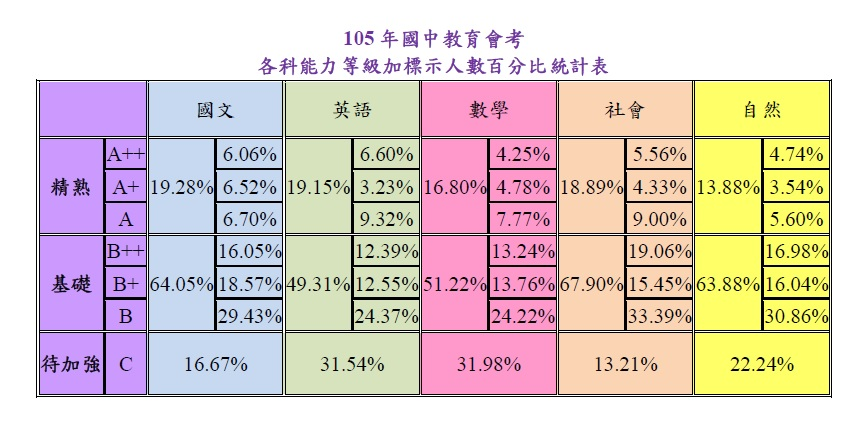 105 年國中教育會考
各科能力等級加標示人數百分比統計表
國文 英語 數學 社會 自然
精熟 A++ 19.28% 6.06% 19.15% 6.60% 16.80% 4.25% 18.89% 5.56% 13.88% 4.74%
A+ 6.52% 3.23% 4.78% 4.33% 3.54%
A 6.70% 9.32% 7.77% 9.00% 5.60%
基礎 B++ 64.05% 16.05% 49.31% 12.39% 51.22% 13.24% 67.90% 19.06% 63.88% 16.98%
B+ 18.57% 12.55% 13.76% 15.45% 16.04%
B 29.43% 24.37% 24.22% 33.39% 30.86%
待加強 C 16.67% 31.54% 31.98% 13.21% 22.24%